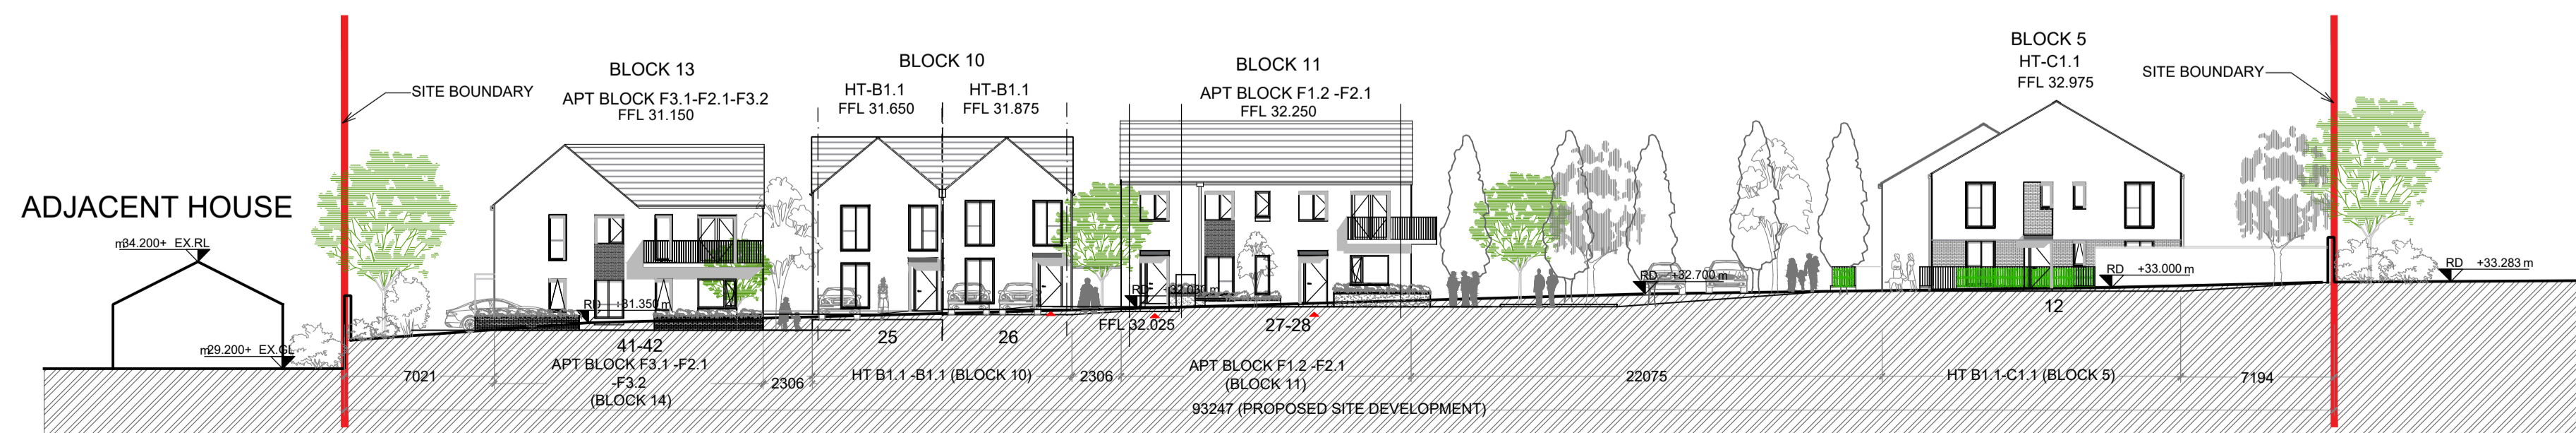 BLOCK 5
HT-C1.1
FFL 32.975
BLOCK 10
HT-B1.1
FFL 31.650
HT-B1.1
FFL 31.875
BLOCK 11
APT BLOCK F1.2 -F2.1
FFL 32.250
BLOCK 13
APT BLOCK F3.1-F2.1-F3.2
FFL 31.150
SITE BOUNDARY
SITE BOUNDARY
ADJACENT HOUSE
m34.200+ EX.RL
m29.200+ EX.GL
RD +31.350 m
RD +32.030 m
RD +32.700 m
RD +33.000 m
RD +33.283 m
FFL 32.025
41-42
25
26
27-28
12
APT BLOCK F3.1 -F2.1
-F3.2
(BLOCK 14)
HT B1.1 -B1.1 (BLOCK 10)
APT BLOCK F1.2 -F2.1
(BLOCK 11)
HT B1.1-C1.1 (BLOCK 5)
7021
2306
2306
22075
7194
93247 (PROPOSED SITE DEVELOPMENT)